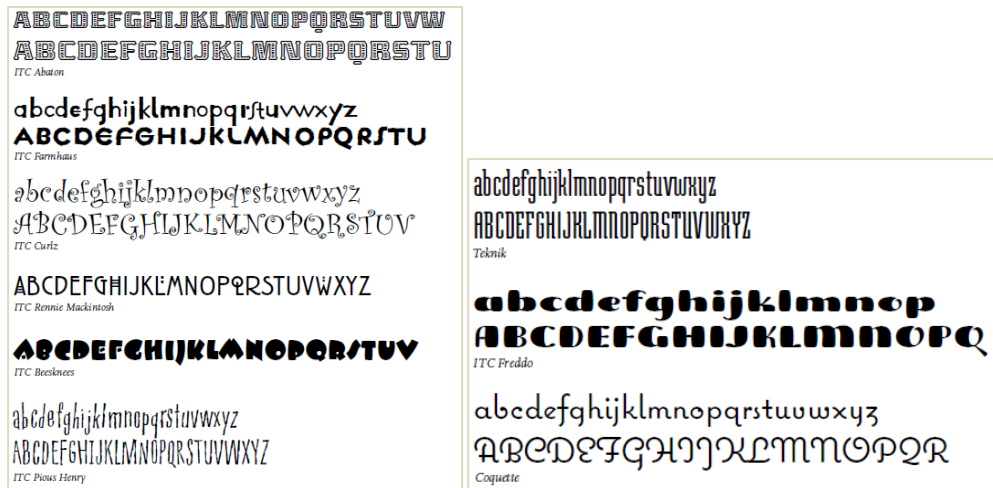 ABCDEFGHIJKLMNOPQRSTUVW
ABCDEFGHIJKLMNOPQRSTU
ITC Abaton
abcdefghijklmnopqrstuvwxyz
ABCDEFGHIJKLMNOPQRSTU
ITC Farmhaus
abcdefghijklmnopqrstuvwxyz
ABCDEFGHIJKLMNOPQRSTUV
ITC Curlz
ABCDEFGHIJKLMNOPQRSTUVWXYZ
ITC Rennie Mackintosh
ABCDEFGHIJKLMNOPQRSTUV
ITC Beesknees
abcdefghijklmnopqrstuvwxyz
ABCDEFGHIJKLMNOPQRSTUVWXYZ
ITC Pious Henry
abcdefghijklmnopqrstuvwxyz
ABCDEFGHIJKLMNOPQRSTUVWXYZ
Teknik
abcdefghijklmnop
ABCDEFGHIJKLMNOPQ
ITC Freddo
abcdefghijklmnopqrstuvwxyz
ABCDEFGHIJKLMNOPQR
Coquette